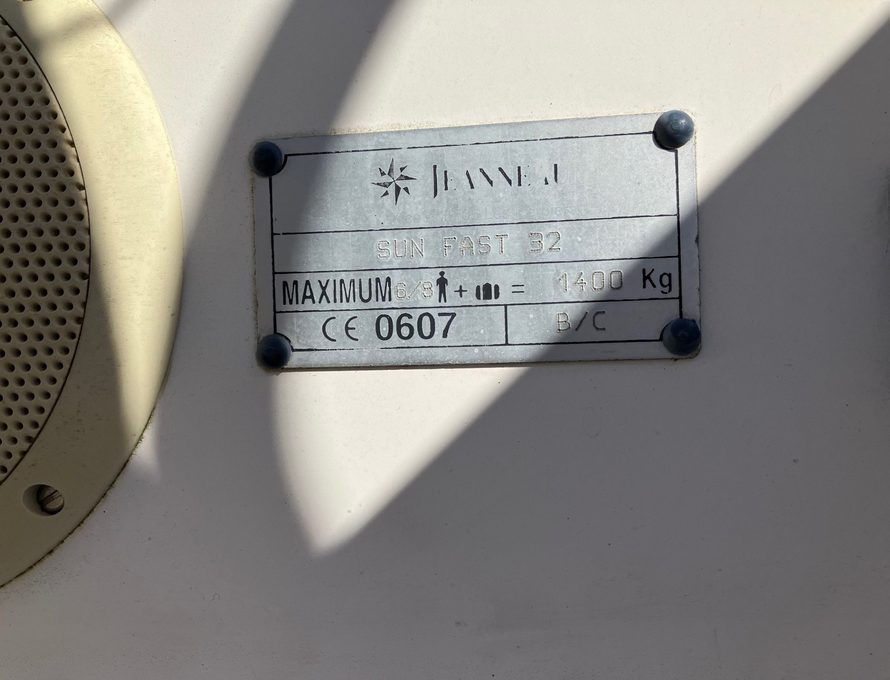 JEANNEAU
SUN FAST 32
MAXIMUM 6/8 + = 1400 Kg
CE 0607 B/C